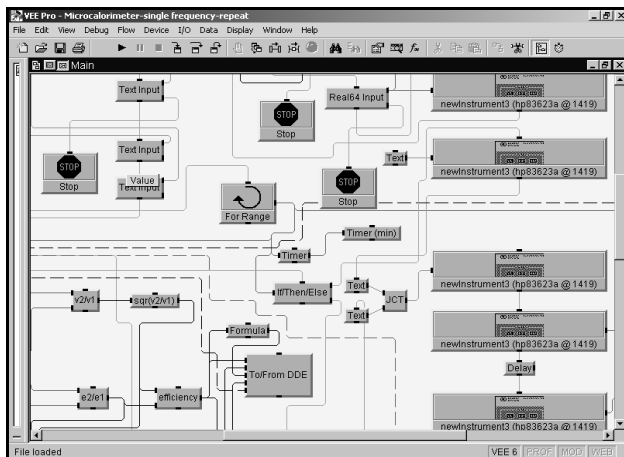 VEE Pro - Microcalorimeter-single frequency-repeat
File Edit View Debug Flow Device I/O Data Display Window Help
Main
Text Input
Real64 Input
newInstrument3 (hp83623a @ 1419)
STOP
Stop
Text Input
Text
newInstrument3 (hp83623a @ 1419)
STOP
Stop
Value
Text Input
STOP
Stop
For Range
Timer (min)
Timer
newInstrument3 (hp83623a @ 1419)
If/Then/Else
Text
JCT
Text
v2/v1
sqr(v2/v1)
Formula
newInstrument3 (hp83623a @ 1419)
To/From DDE
Delay
e2/e1
efficiency
newInstrument3 (hp83623a @ 1419)
File loaded
VEE 6 PROF MOD WEB